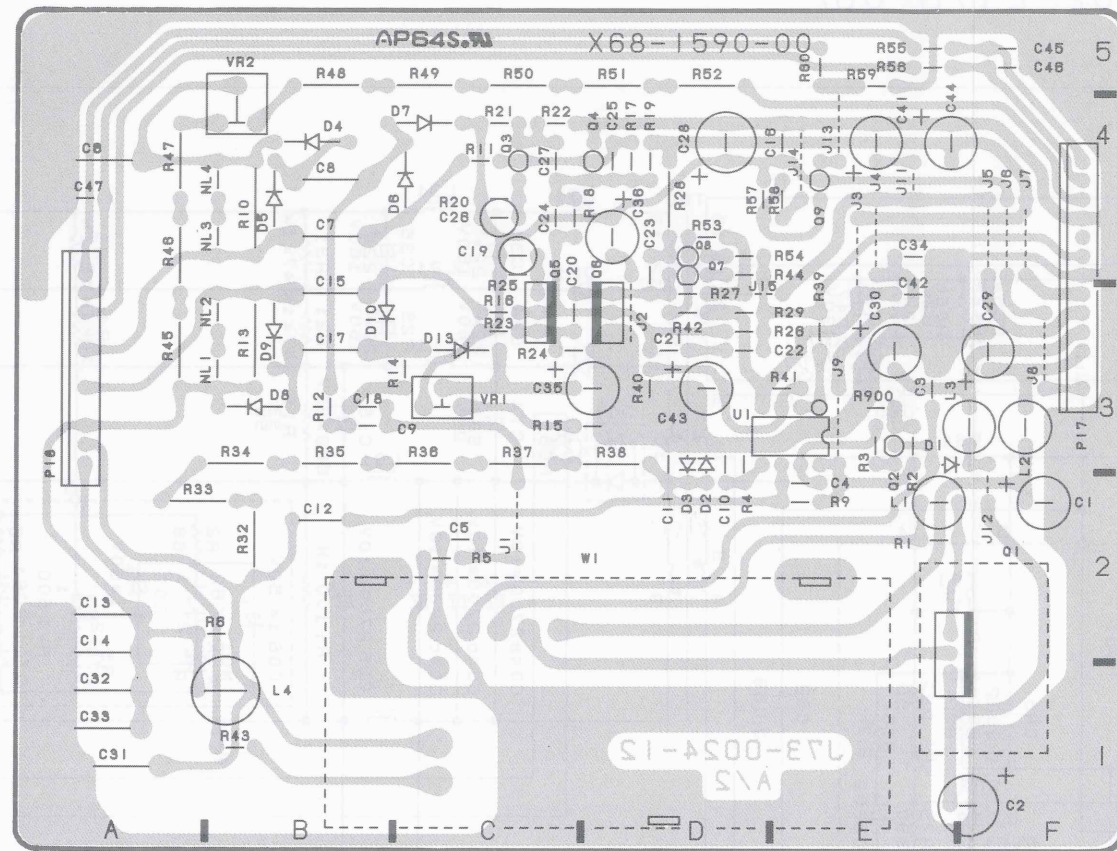 AP64S. X68-1590-00
R60 R55 C45 5
R56 C46
VR2 R48 R49 R50 R51 R52 R59
D7 R21 R22 Q4 C25 R17 R19 C41 C44
D4 Q3 C28 C16 J13 4
C6 R47 NL4 C8 R11 C27 J14 J4 J11
C47 D5 D6 R20 C26 C24 R18 C36 R28 R57 R58 Q9 J3 J5 J6 J7
R10 NL3 C7 C19 C23 R53
R46 Q8 R54 C34
C15 R25 Q5 C20 Q6 Q7 R44 R39 C42
NL2 D10 R16 R27 J15 C30 C29
R45 R13 D9 R23 J2 R42 R29
C17 D13 R24 C21 R26 C22 J9 J8
NL1 R14 C35 R40 R41 C3 L3
D8 R12 C18 VR1 C43 U1 R900 3
C9 R15 P17
P16 R34 R35 R36 R37 R38 R3 D1 L2
R33 C11 D3 D2 C10 R4 C4 Q2 R2
C12 R9 L1 C1
R32 C5 J1 R1 J12 Q1
R5 W1 2
C13
R6
C14
C32 L4
C33
R43
C31 J73-0024-12 1
A/2
C2
A B C D E F